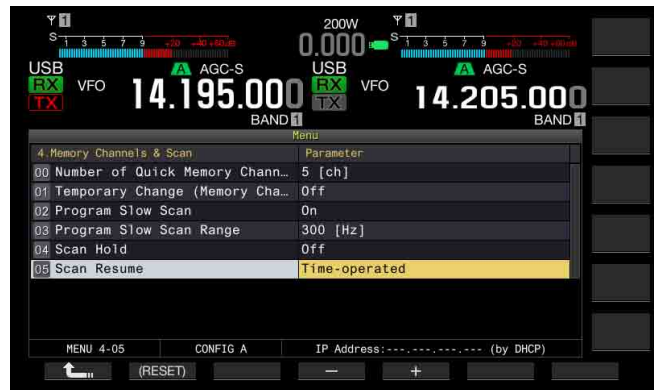 1 200W 1
S 1 3 5 7 9 +20 +40 +60dB 0.000 S 1 3 5 7 9 +20 +40 +60dB
USB A AGC-S USB A AGC-S
RX VFO 14.195.000 RX VFO 14.205.000
TX TX
BAND 1 BAND 1
Menu
4.Memory Channels & Scan Parameter
00 Number of Quick Memory Chann… 5 [ch]
01 Temporary Change (Memory Cha… Off
02 Program Slow Scan On
03 Program Slow Scan Range 300 [Hz]
04 Scan Hold Off
05 Scan Resume Time-operated
MENU 4-05 CONFIG A IP Address:---.---.---.--- (by DHCP)
(RESET) − +